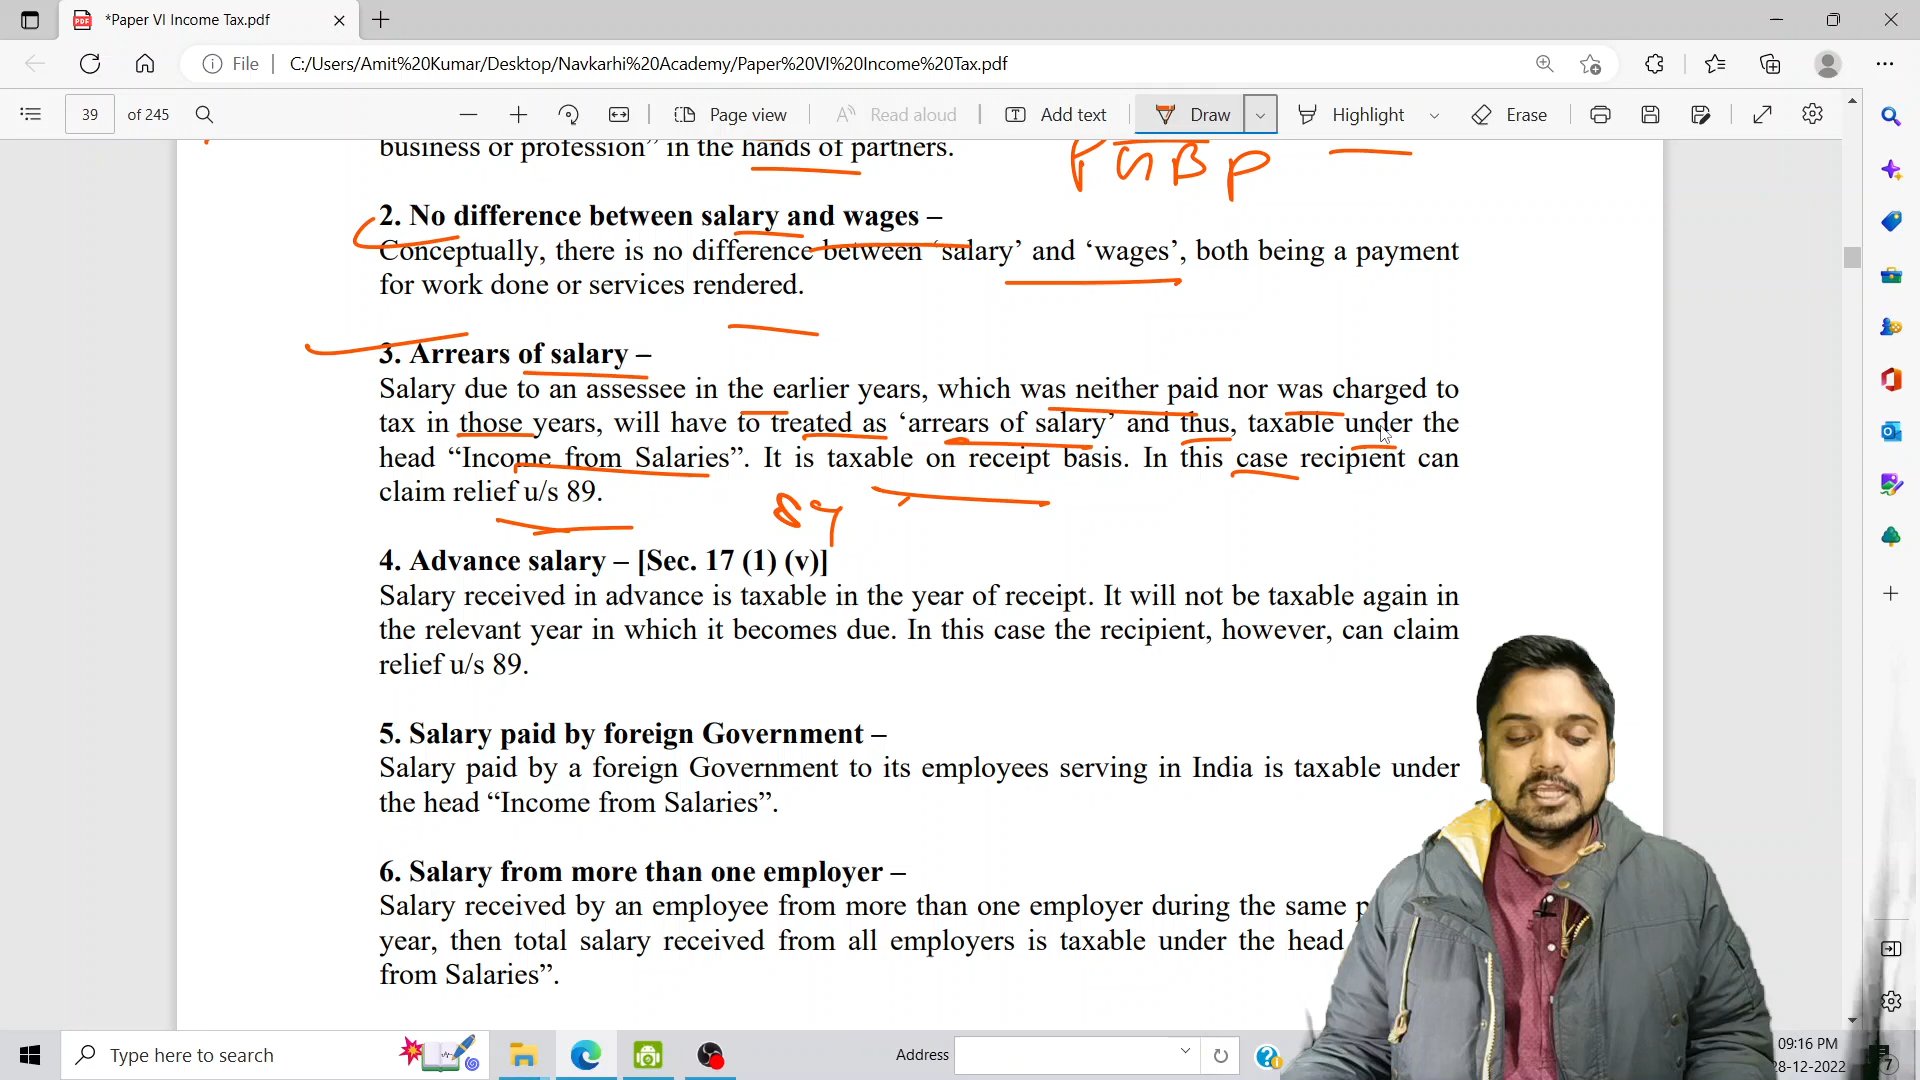 *Paper VI Income Tax.pdf
File
C:/Users/Amit%20Kumar/Desktop/Navkarhi%20Academy/Paper%20VI%20Income%20Tax.pdf
39 of 245
Page view
Read aloud
Add text
Draw
Highlight
Erase
business or profession” in the hands of partners.
PGBP
2. No difference between salary and wages –
Conceptually, there is no difference between ‘salary’ and ‘wages’, both being a payment
for work done or services rendered.
3. Arrears of salary –
Salary due to an assessee in the earlier years, which was neither paid nor was charged to
tax in those years, will have to treated as ‘arrears of salary’ and thus, taxable under the
head “Income from Salaries”. It is taxable on receipt basis. In this case recipient can
claim relief u/s 89.
89
4. Advance salary – [Sec. 17 (1) (v)]
Salary received in advance is taxable in the year of receipt. It will not be taxable again in
the relevant year in which it becomes due. In this case the recipient, however, can claim
relief u/s 89.
5. Salary paid by foreign Government –
Salary paid by a foreign Government to its employees serving in India is taxable under
the head “Income from Salaries”.
6. Salary from more than one employer –
Salary received by an employee from more than one employer during the same
year, then total salary received from all employers is taxable under the head
from Salaries”.
Type here to search
Address
09:16 PM
28-12-2022
7